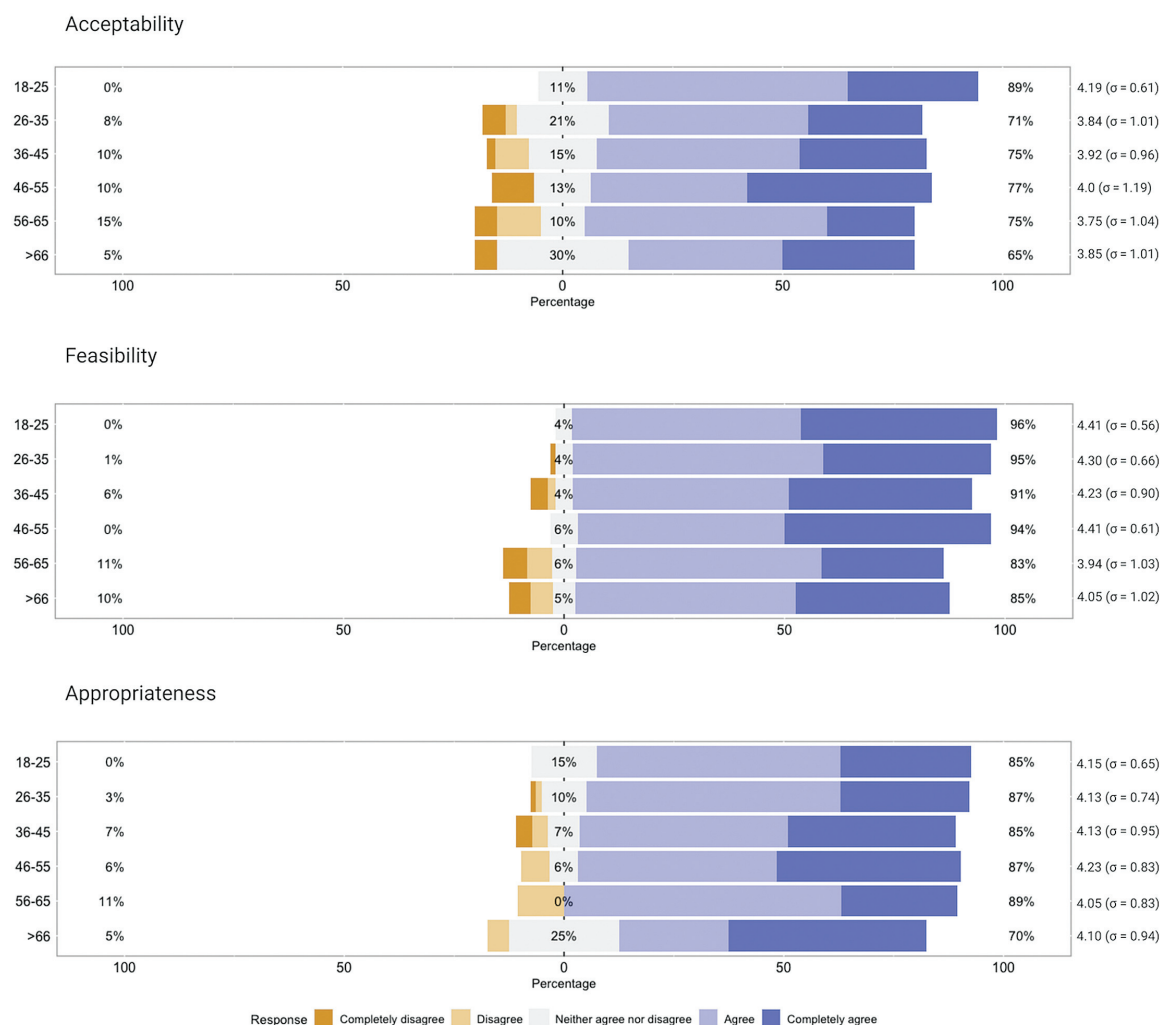 Acceptability
18-25 0% 11% 89% 4.19 (σ = 0.61)
26-35 8% 21% 71% 3.84 (σ = 1.01)
36-45 10% 15% 75% 3.92 (σ = 0.96)
46-55 10% 13% 77% 4.0 (σ = 1.19)
56-65 15% 10% 75% 3.75 (σ = 1.04)
>66 5% 30% 65% 3.85 (σ = 1.01)
100 50 0 50 100
Percentage
Feasibility
18-25 0% 4% 96% 4.41 (σ = 0.56)
26-35 1% 4% 95% 4.30 (σ = 0.66)
36-45 6% 4% 91% 4.23 (σ = 0.90)
46-55 0% 6% 94% 4.41 (σ = 0.61)
56-65 11% 6% 83% 3.94 (σ = 1.03)
>66 10% 5% 85% 4.05 (σ = 1.02)
100 50 0 50 100
Percentage
Appropriateness
18-25 0% 15% 85% 4.15 (σ = 0.65)
26-35 3% 10% 87% 4.13 (σ = 0.74)
36-45 7% 7% 85% 4.13 (σ = 0.95)
46-55 6% 6% 87% 4.23 (σ = 0.83)
56-65 11% 0% 89% 4.05 (σ = 0.83)
>66 5% 25% 70% 4.10 (σ = 0.94)
100 50 0 50 100
Percentage
Response Completely disagree Disagree Neither agree nor disagree Agree Completely agree